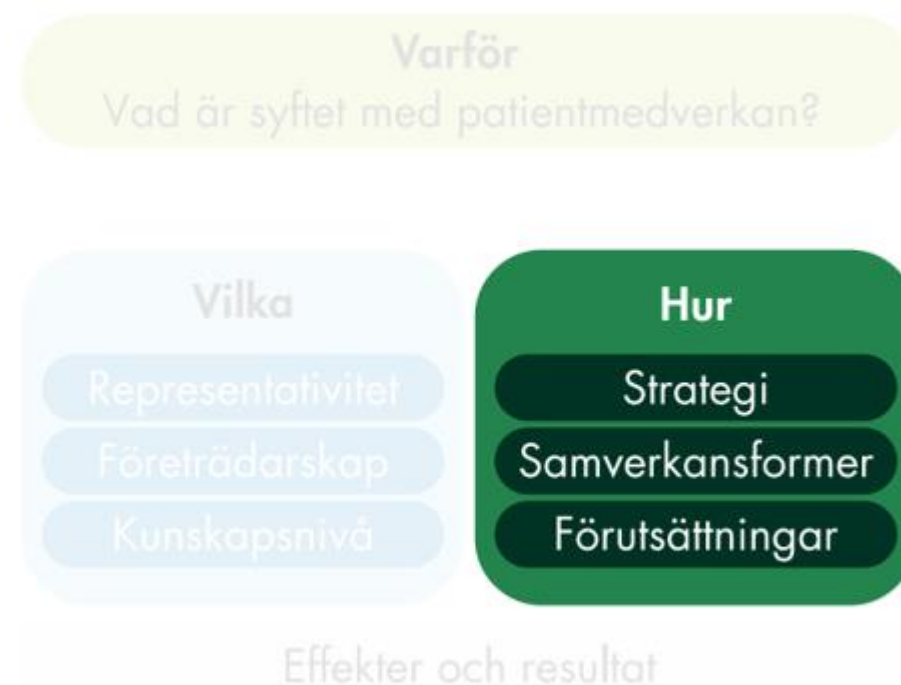 Varför
Vad är syftet med patientmedverkan?
Vilka
Representativitet
Företrädarskap
Kunskapsnivå
Hur
Strategi
Samverkansformer
Förutsättningar
Effekter och resultat